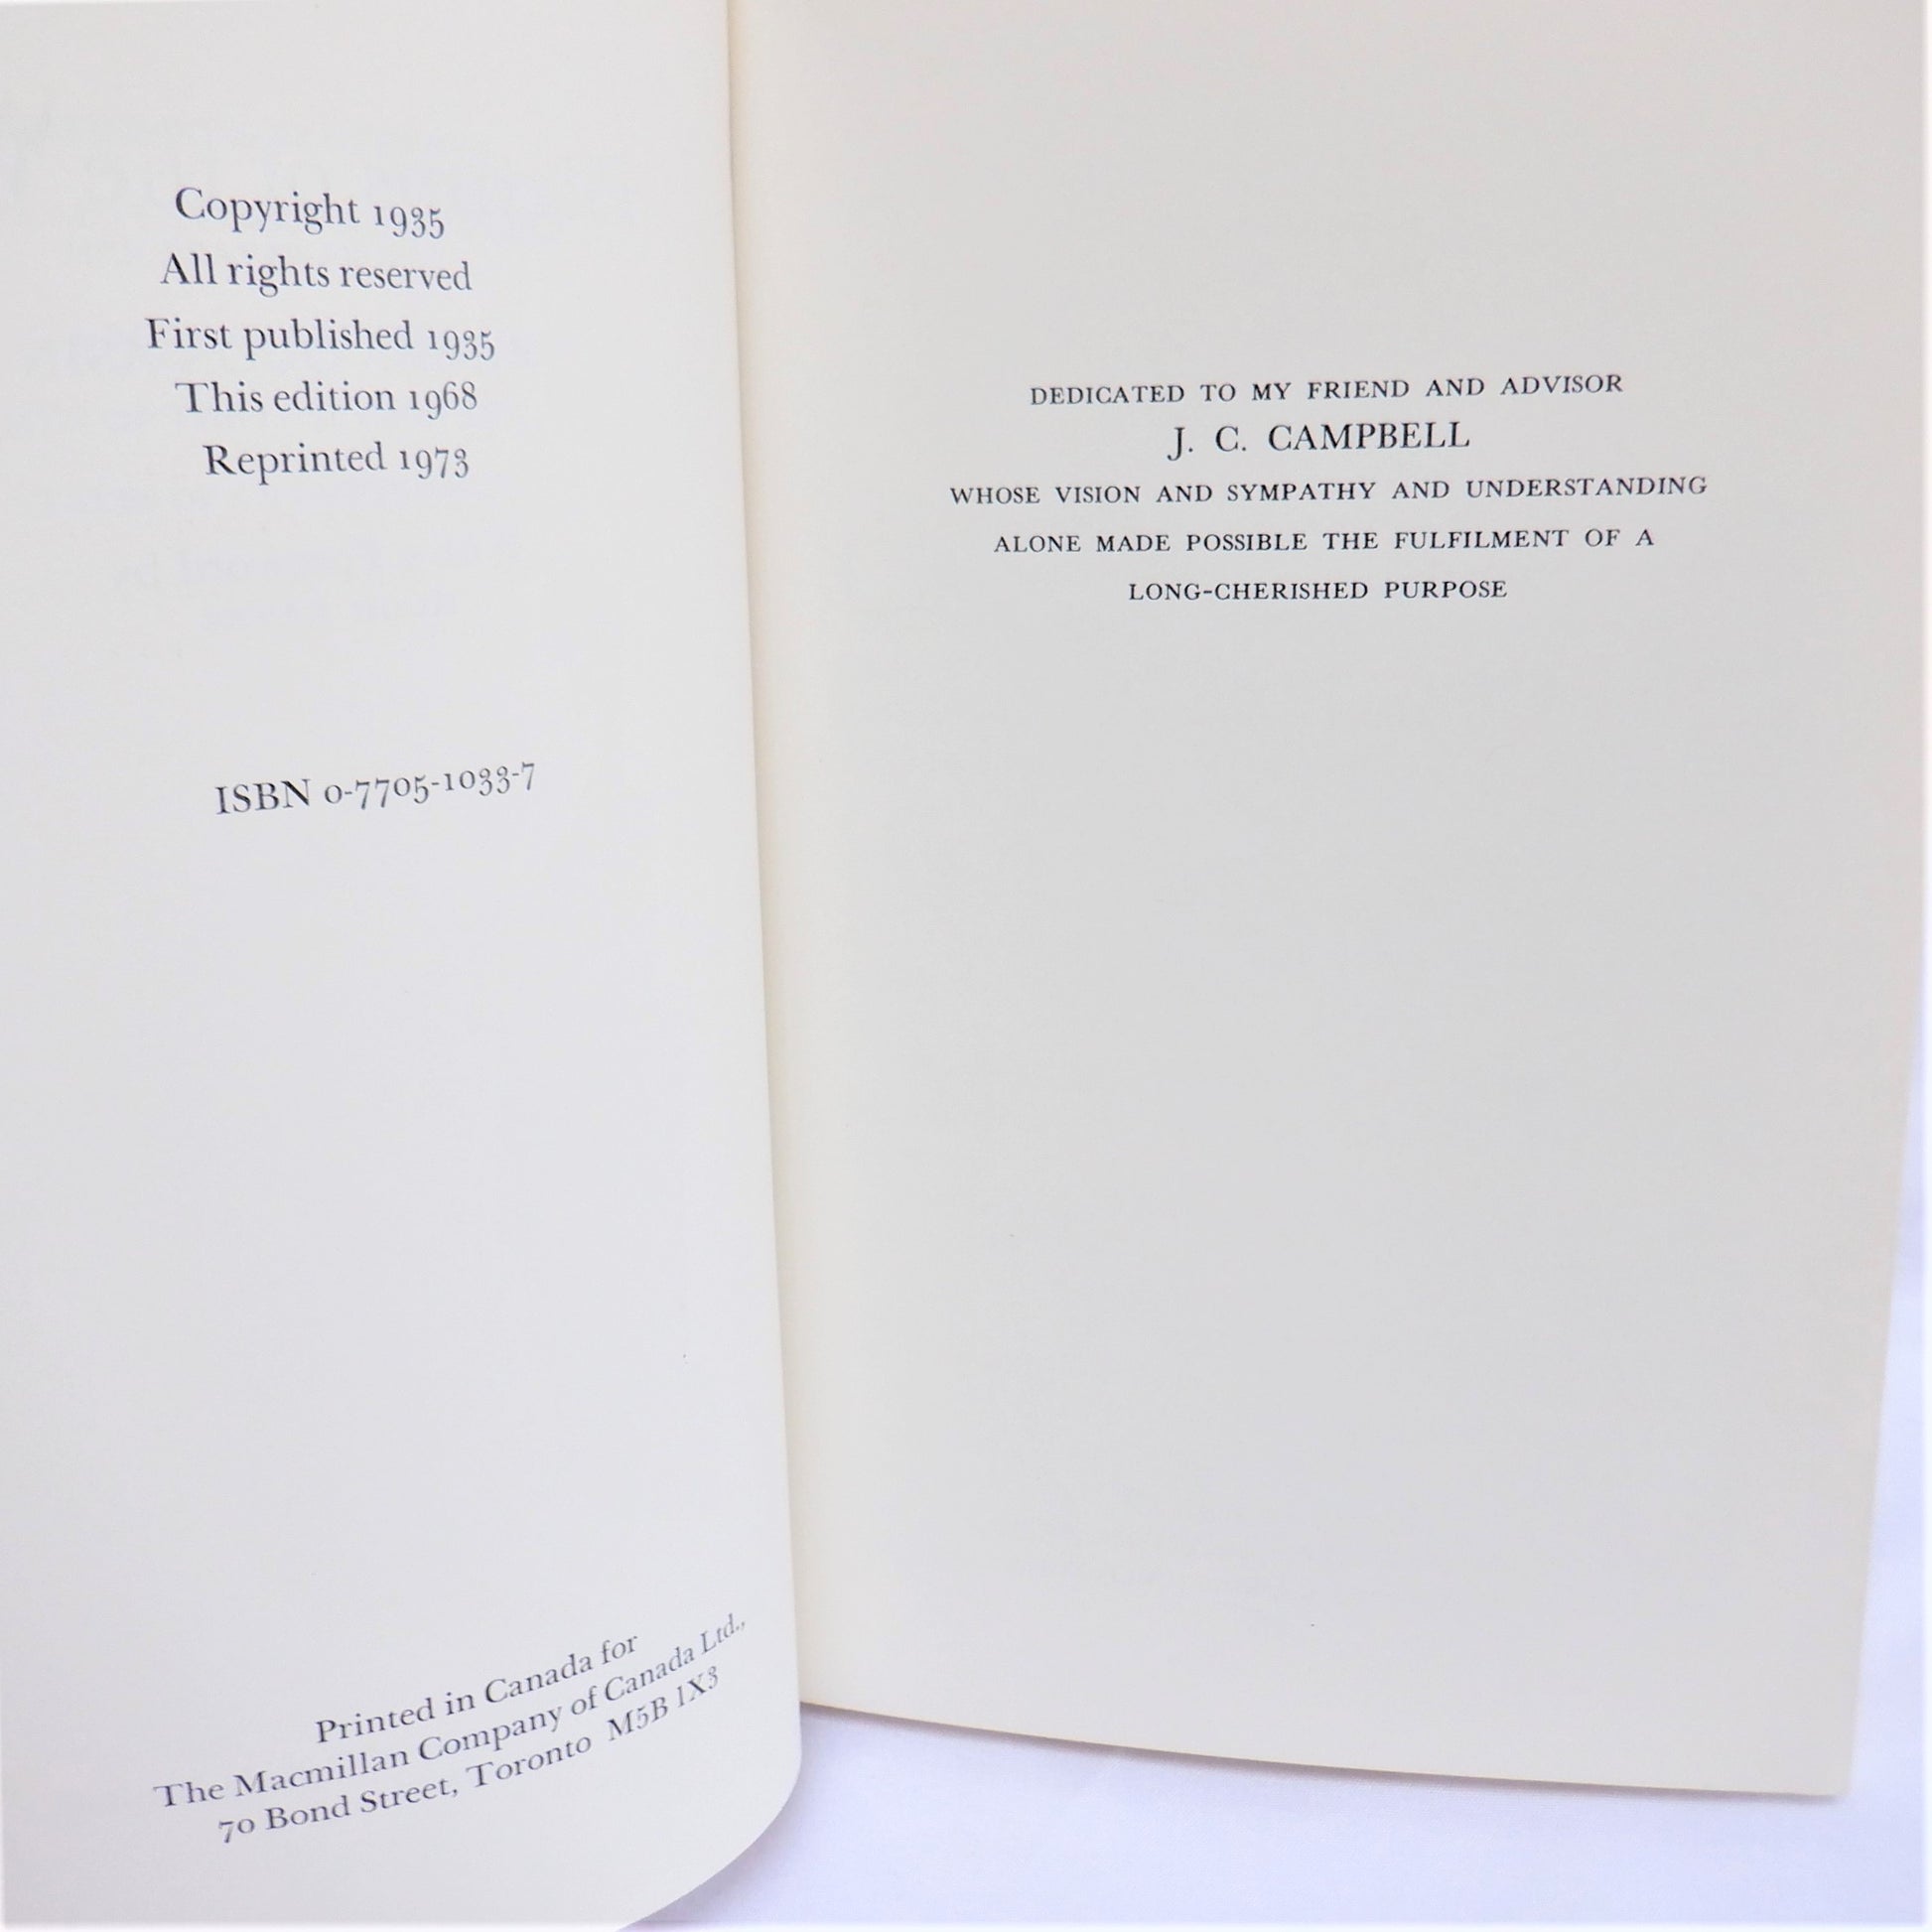 Copyright 1935
All rights reserved
First published 1935
This edition 1968
Reprinted 1973
ISBN 0-7705-1033-7
Printed in Canada for
The Macmillan Company of Canada Ltd.,
70 Bond Street, Toronto M5B 1X3
DEDICATED TO MY FRIEND AND ADVISOR
J. C. CAMPBELL
WHOSE VISION AND SYMPATHY AND UNDERSTANDING
ALONE MADE POSSIBLE THE FULFILMENT OF A
LONG-CHERISHED PURPOSE